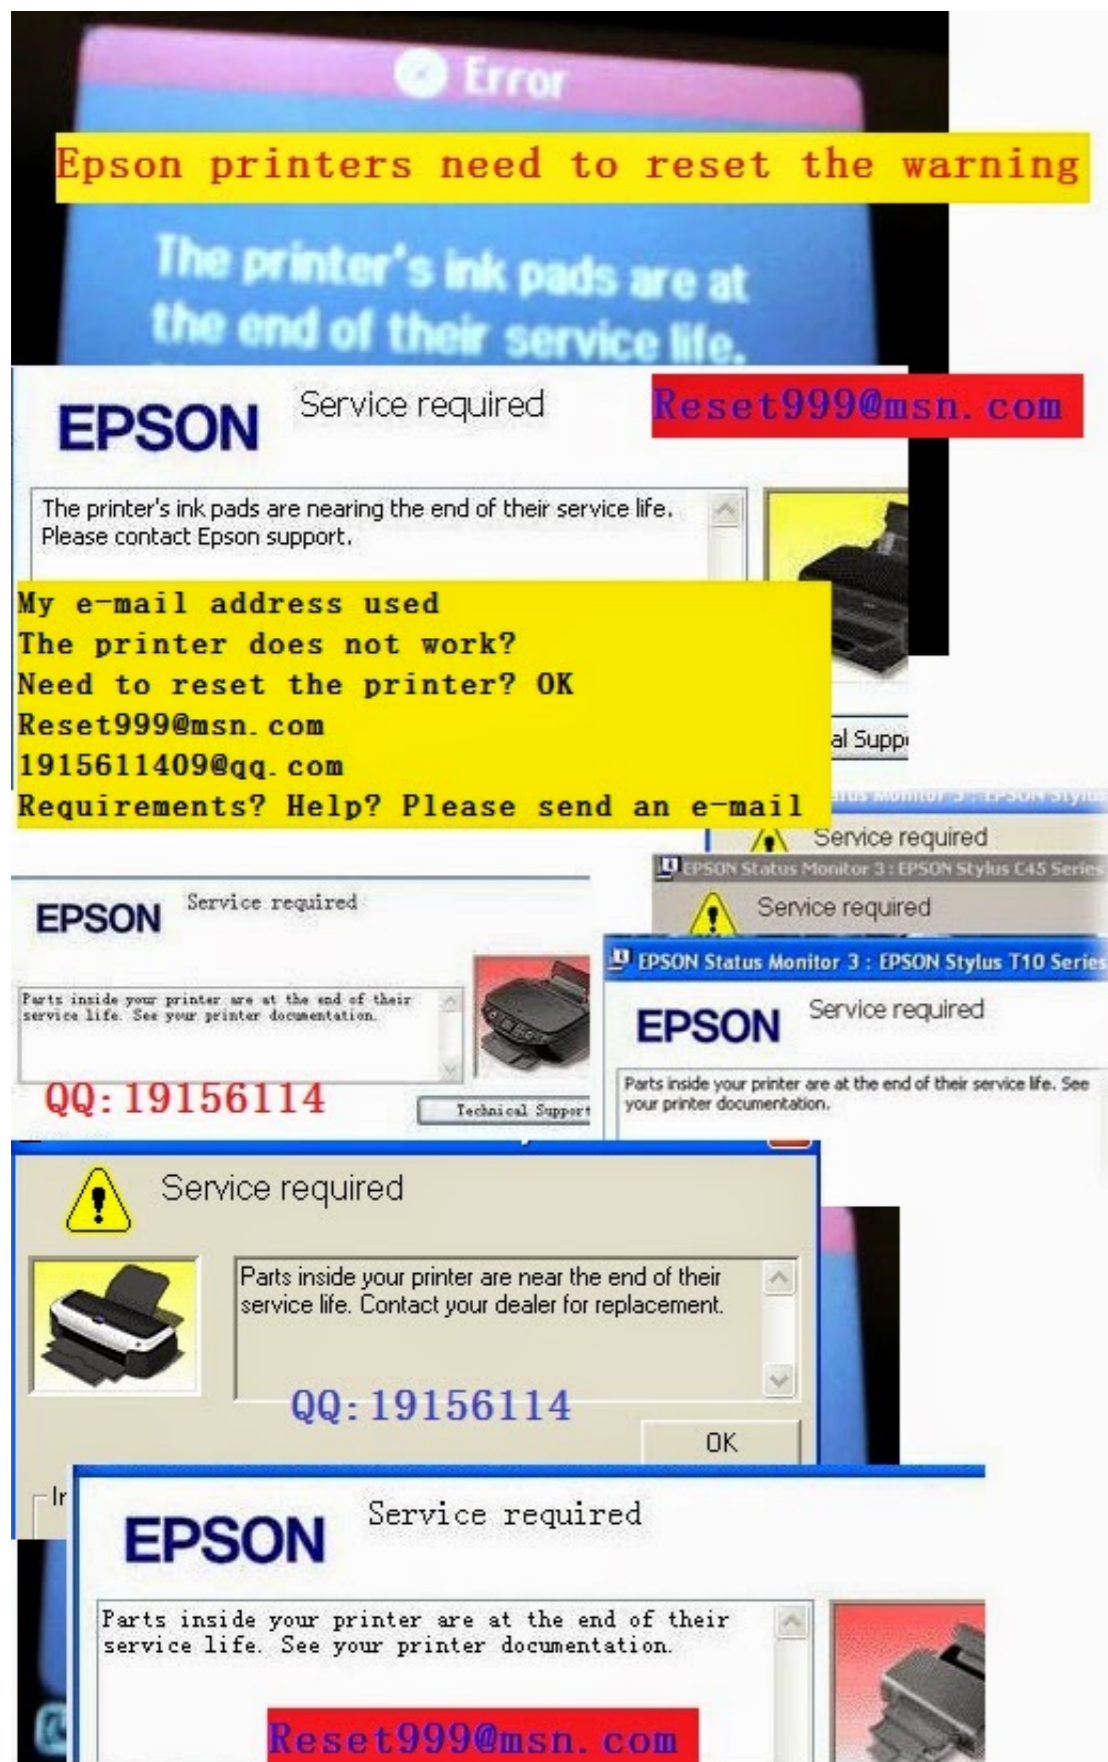 Error
Epson printers need to reset the warning
The printer's ink pads are at
the end of their service life.
EPSON
Service required
Reset999@msn.com
The printer's ink pads are nearing the end of their service life.
Please contact Epson support.
My e-mail address used
The printer does not work?
Need to reset the printer? OK
Reset999@msn.com
1915611409@qq.com
Requirements? Help? Please send an e-mail
al Suppo
atus Monitor 3 : EPSON Stylus
Service required
EPSON Status Monitor 3 : EPSON Stylus C45 Series
Service required
EPSON
Service required
Parts inside your printer are at the end of their
service life. See your printer documentation.
QQ:19156114
Technical Support
EPSON Status Monitor 3 : EPSON Stylus T10 Series
EPSON
Service required
Parts inside your printer are at the end of their service life. See
your printer documentation.
Service required
Parts inside your printer are near the end of their
service life. Contact your dealer for replacement.
QQ:19156114
OK
In
EPSON
Service required
Parts inside your printer are at the end of their
service life. See your printer documentation.
Reset999@msn.com